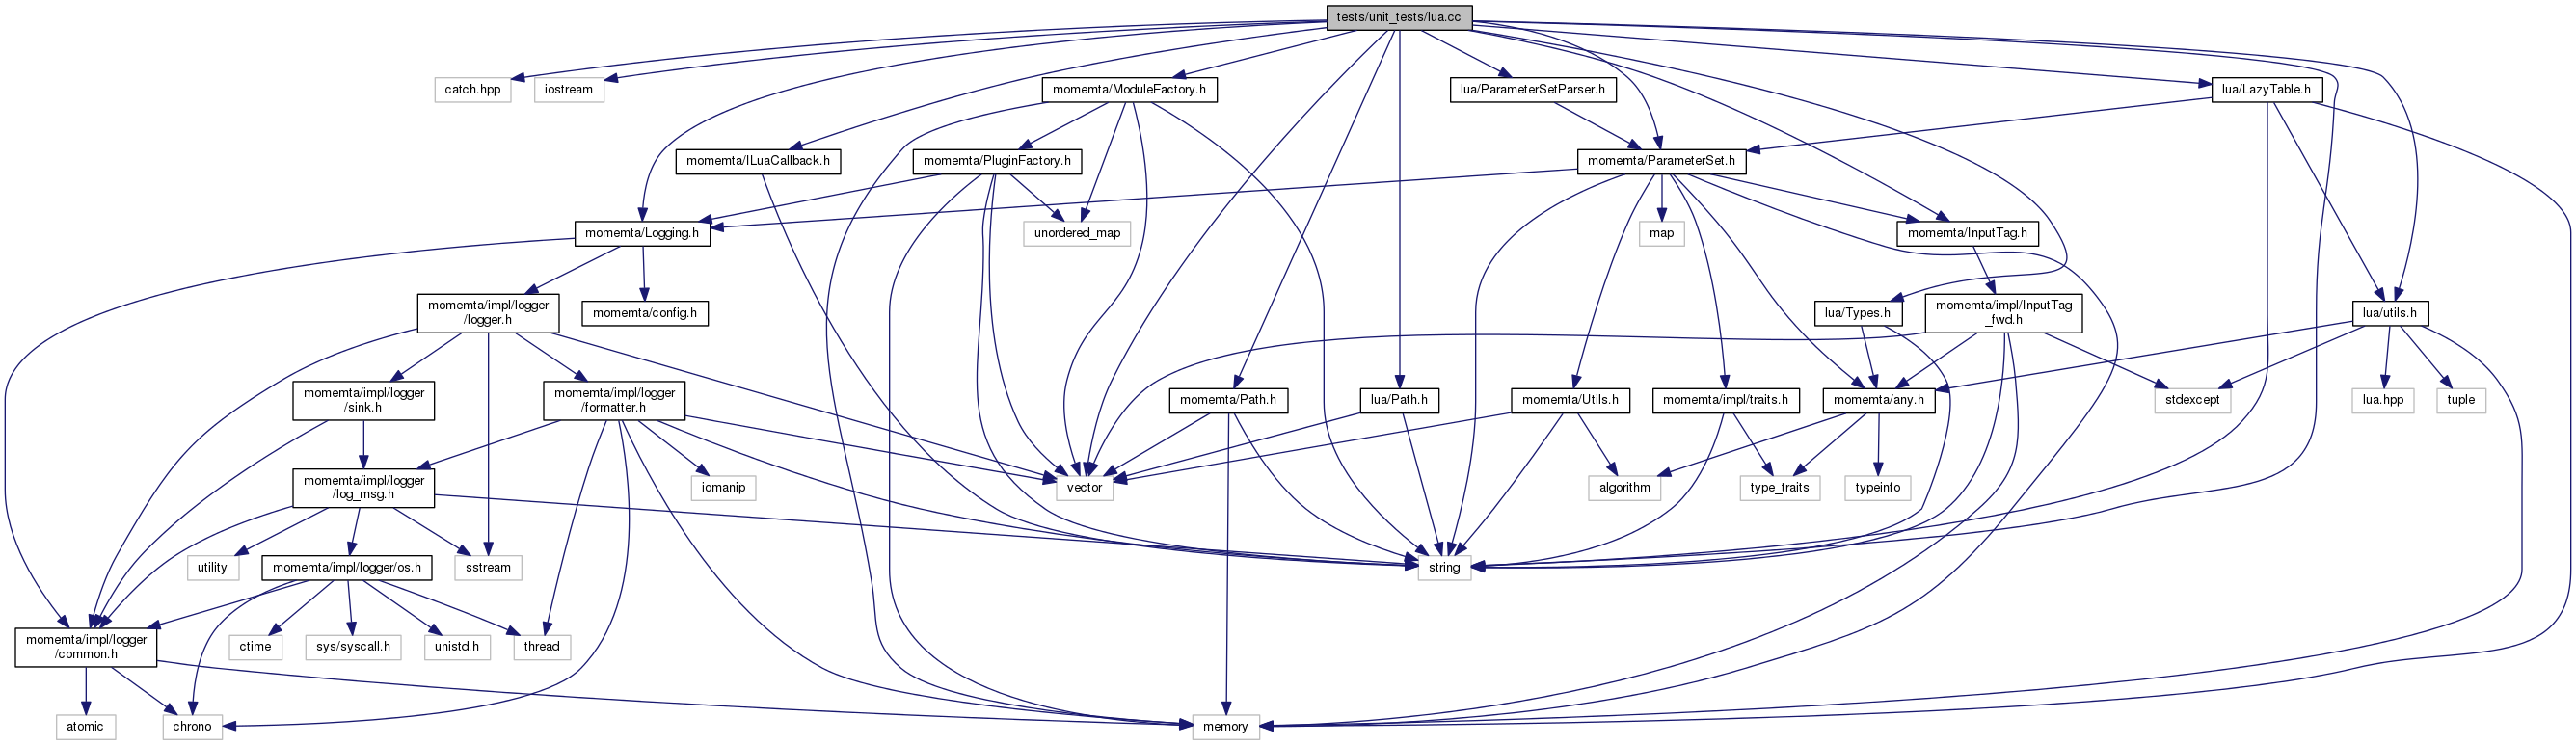 tests/unit_tests/lua.cc
catch.hpp
iostream
momemta/ModuleFactory.h
lua/ParameterSetParser.h
lua/LazyTable.h
momemta/ILuaCallback.h
momemta/PluginFactory.h
momemta/ParameterSet.h
momemta/Logging.h
unordered_map
map
momemta/InputTag.h
momemta/impl/logger
/logger.h
momemta/config.h
lua/Types.h
momemta/impl/InputTag
_fwd.h
lua/utils.h
momemta/impl/logger
/sink.h
momemta/impl/logger
/formatter.h
momemta/Path.h
lua/Path.h
momemta/Utils.h
momemta/impl/traits.h
momemta/any.h
stdexcept
lua.hpp
tuple
momemta/impl/logger
/log_msg.h
iomanip
vector
algorithm
type_traits
typeinfo
utility
momemta/impl/logger/os.h
sstream
string
momemta/impl/logger
/common.h
ctime
sys/syscall.h
unistd.h
thread
atomic
chrono
memory